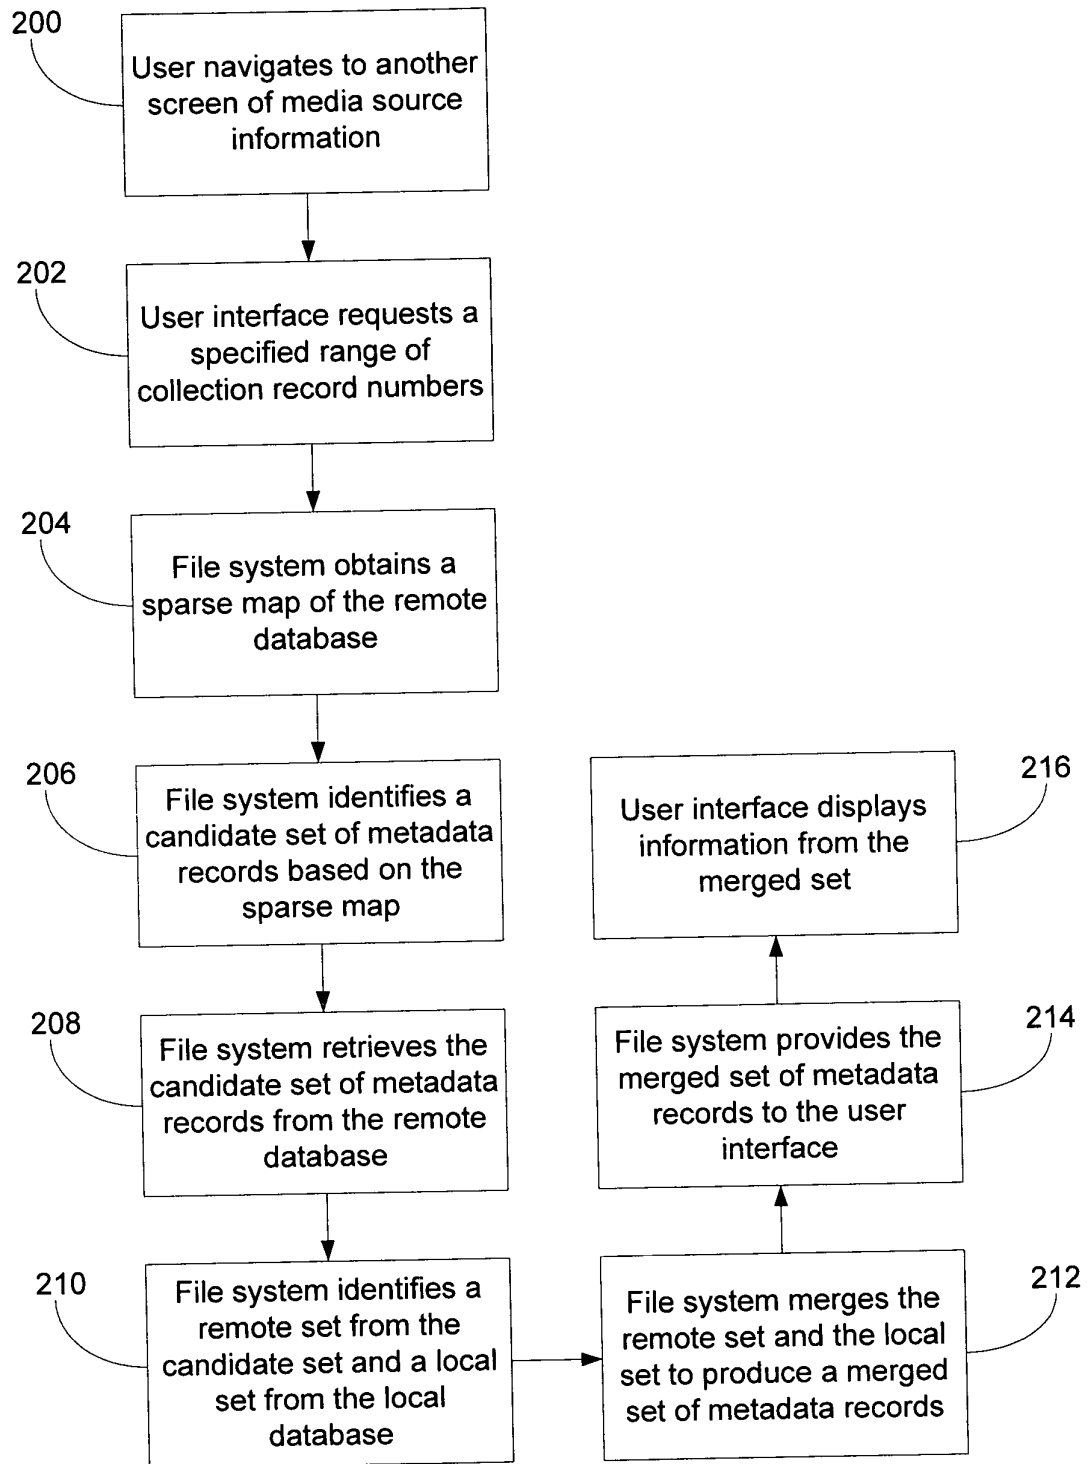 200
User navigates to another
screen of media source
information
202
User interface requests a
specified range of
collection record numbers
204
File system obtains a
sparse map of the remote
database
206
File system identifies a
candidate set of metadata
records based on the
sparse map
208
File system retrieves the
candidate set of metadata
records from the remote
database
210
File system identifies a
remote set from the
candidate set and a local
set from the local
database
212
File system merges the
remote set and the local
set to produce a merged
set of metadata records
214
File system provides the
merged set of metadata
records to the user
interface
216
User interface displays
information from the
merged set